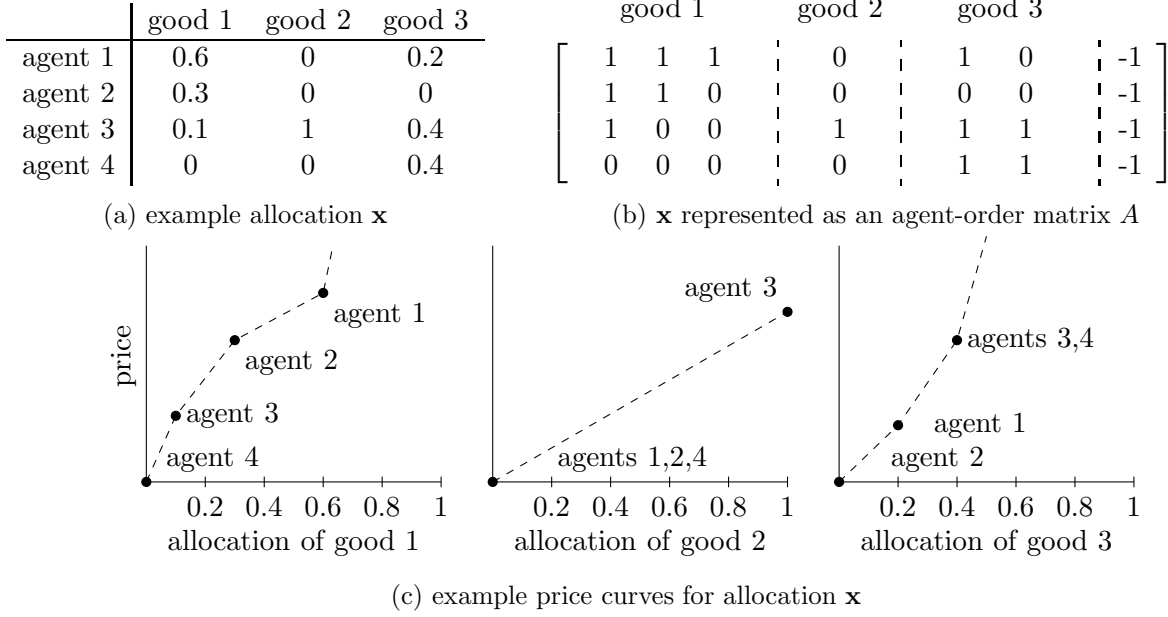 good 1 good 2 good 3
agent 1 0.6 0 0.2
agent 2 0.3 0 0
agent 3 0.1 1 0.4
agent 4 0 0 0.4
(a) example allocation x
good 1 good 2 good 3
1 1 1 0 1 0 -1
1 1 0 0 0 0 -1
1 0 0 1 1 1 -1
0 0 0 0 1 1 -1
(b) x represented as an agent-order matrix A
price
agent 1
agent 2
agent 3
agent 4
0.2 0.4 0.6 0.8 1
allocation of good 1
agent 3
agents 1,2,4
0.2 0.4 0.6 0.8 1
allocation of good 2
agents 3,4
agent 1
agent 2
0.2 0.4 0.6 0.8 1
allocation of good 3
(c) example price curves for allocation x